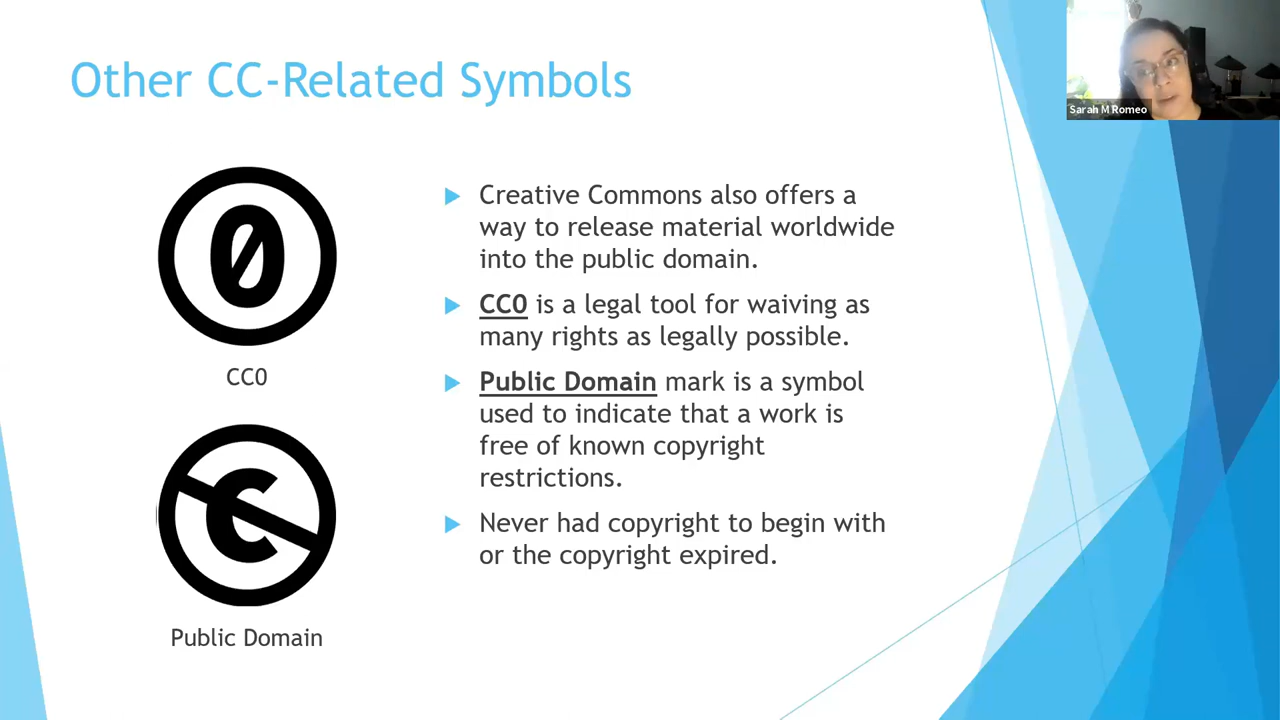 Other CC-Related Symbols
Sarah M Romeo
0
CC0
C
Public Domain
Creative Commons also offers a
way to release material worldwide
into the public domain.
CC0 is a legal tool for waiving as
many rights as legally possible.
Public Domain mark is a symbol
used to indicate that a work is
free of known copyright
restrictions.
Never had copyright to begin with
or the copyright expired.